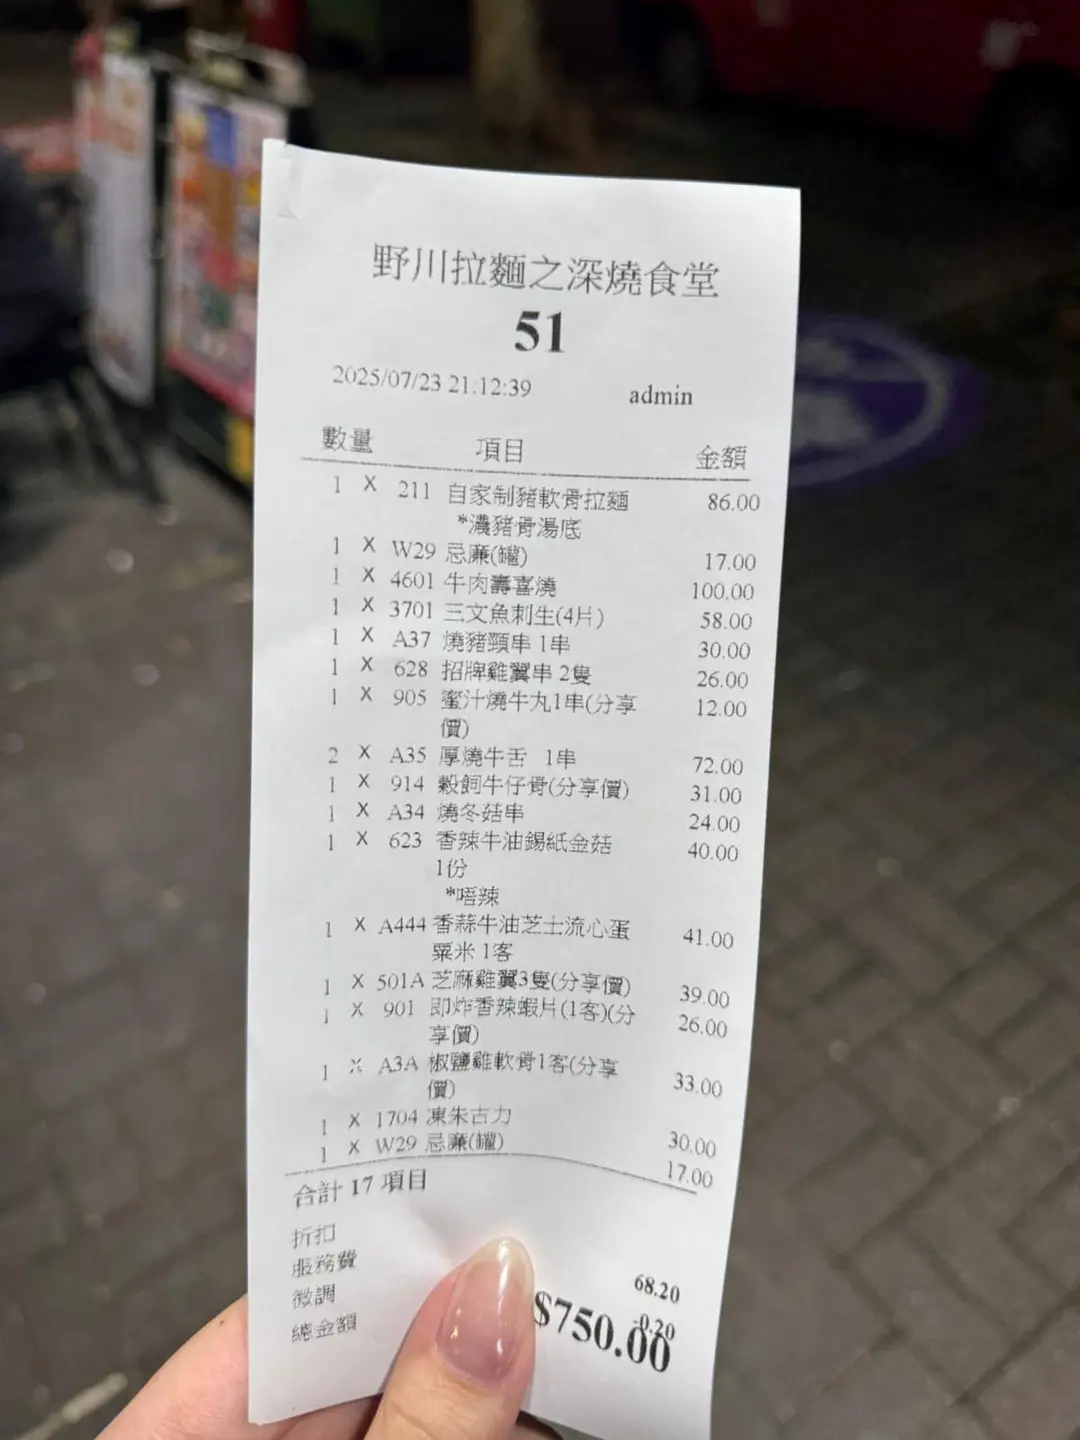 野川拉麵之深燒食堂
51
2025/07/23 21:12:39 admin
數量 項目 金額
1 X 211 自家制豬軟骨拉麵 86.00
*濃豬骨湯底
1 X W29 忌廉(罐) 17.00
1 X 4601 牛肉壽喜燒 100.00
1 X 3701 三文魚刺生(4片) 58.00
1 X A37 燒豬頸串 1串 30.00
1 X 628 招牌雞翼串 2隻 26.00
1 X 905 蜜汁燒牛丸1串(分享 12.00
價)
2 X A35 厚燒牛舌 1串 72.00
1 X 914 穀飼牛仔骨(分享價) 31.00
1 X A34 燒冬菇串 24.00
1 X 623 香辣牛油錫紙金菇 40.00
1份
*唔辣
1 X A444 香蒜牛油芝士流心蛋 41.00
粟米 1客
1 X 501A 芝麻雞翼3隻(分享價) 39.00
1 X 901 即炸香辣蝦片(1客)(分 26.00
享價)
1 X A3A 椒鹽雞軟骨1客(分享 33.00
價)
1 X 1704 凍朱古力 30.00
1 X W29 忌廉(罐) 17.00
合計 17 項目
折扣
服務費 68.20
微調 -0.20
總金額 $750.00